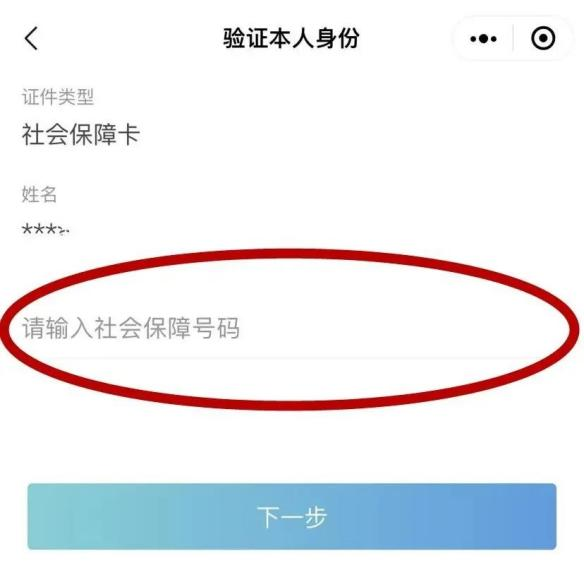 验证本人身份
证件类型
社会保障卡
姓名
***
请输入社会保障号码
下一步